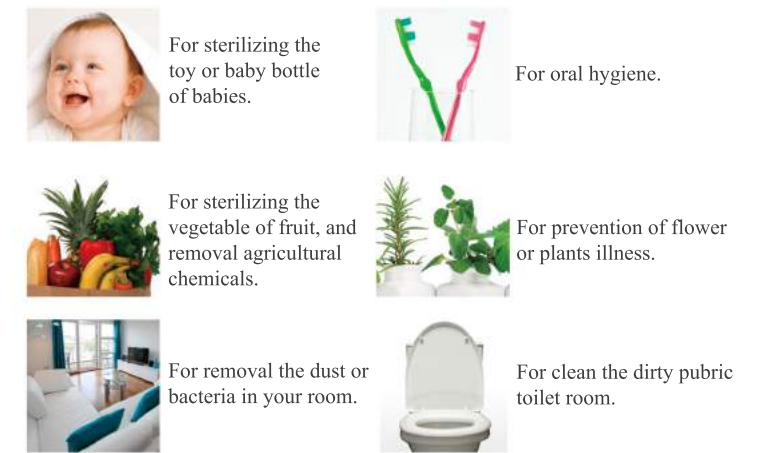 For sterilizing the
toy or baby bottle
of babies.
For oral hygiene.
For sterilizing the
vegetable of fruit, and
removal agricultural
chemicals.
For prevention of flower
or plants illness.
For removal the dust or
bacteria in your room.
For clean the dirty pubric
toilet room.